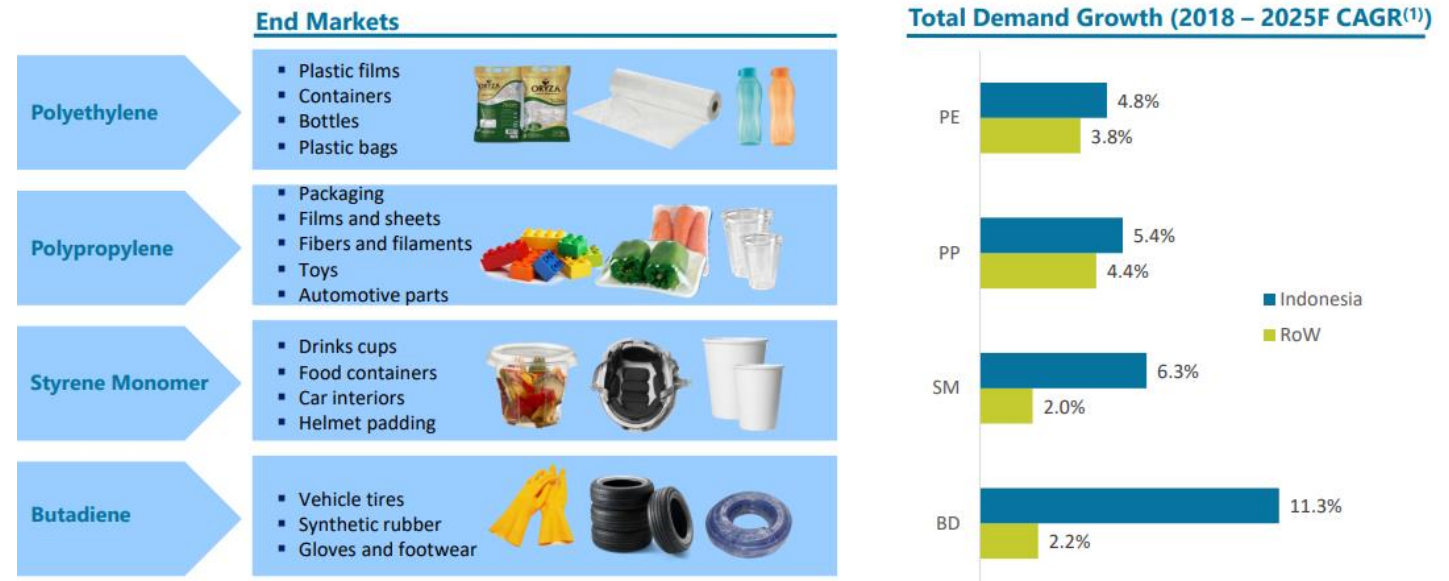 End Markets
Polyethylene
▪ Plastic films
▪ Containers
▪ Bottles
▪ Plastic bags
ORYZA
ORYZA
Polypropylene
▪ Packaging
▪ Films and sheets
▪ Fibers and filaments
▪ Toys
▪ Automotive parts
Styrene Monomer
▪ Drinks cups
▪ Food containers
▪ Car interiors
▪ Helmet padding
Butadiene
▪ Vehicle tires
▪ Synthetic rubber
▪ Gloves and footwear
Total Demand Growth (2018 – 2025F CAGR(1))
PE
4.8%
3.8%
PP
5.4%
4.4%
SM
6.3%
2.0%
BD
11.3%
2.2%
Indonesia
RoW